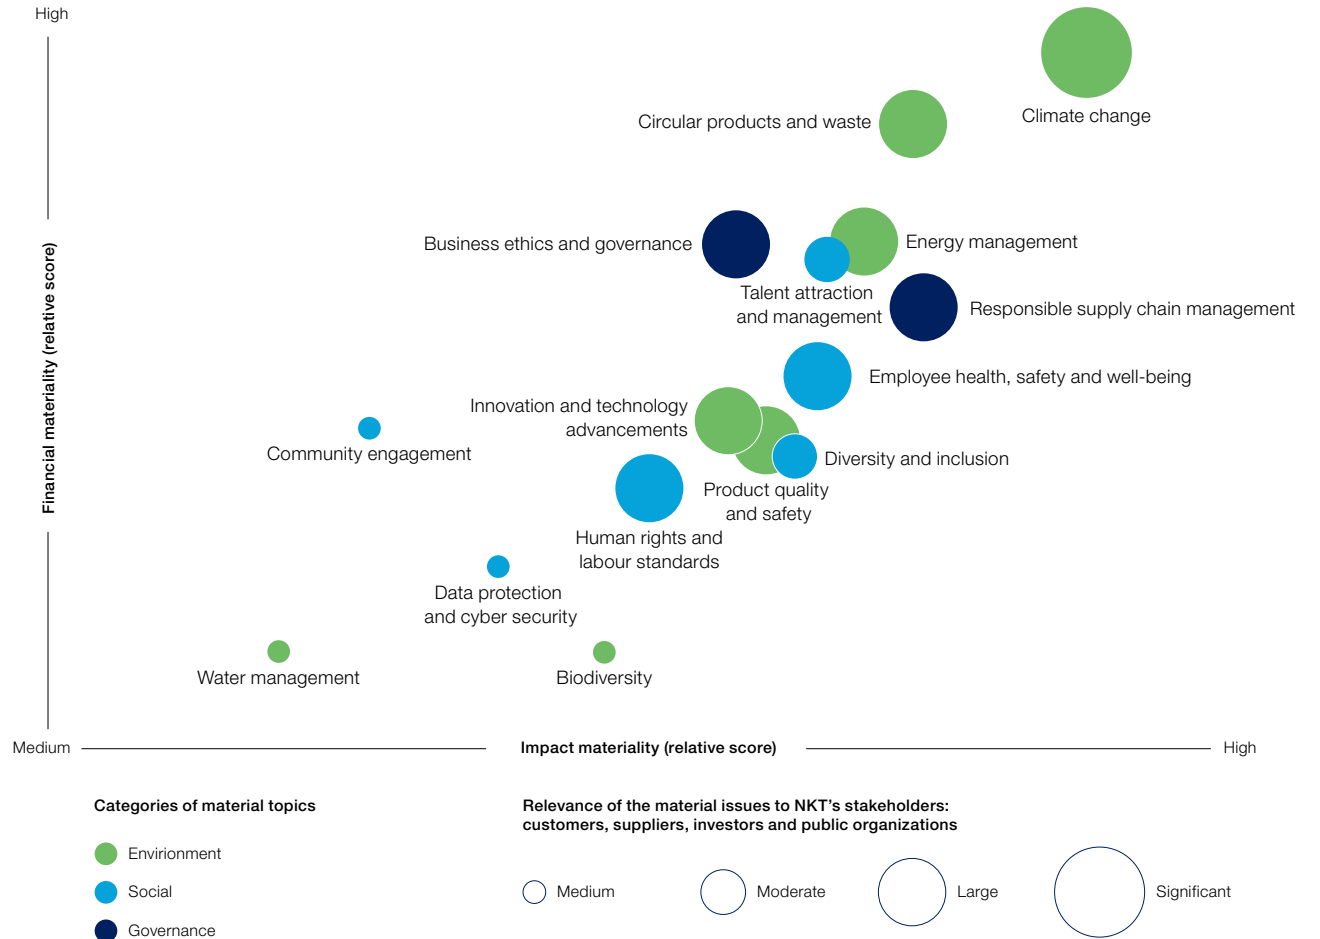 High
Climate change
Circular products and waste
Business ethics and governance
Energy management
Talent attraction
and management
Responsible supply chain management
Employee health, safety and well-being
Innovation and technology
advancements
Community engagement
Diversity and inclusion
Product quality
and safety
Human rights and
labour standards
Data protection
and cyber security
Water management
Biodiversity
Financial materiality (relative score)
Medium
Impact materiality (relative score)
High
Categories of material topics
Envirionment
Social
Governance
Relevance of the material issues to NKT's stakeholders:
customers, suppliers, investors and public organizations
Medium
Moderate
Large
Significant